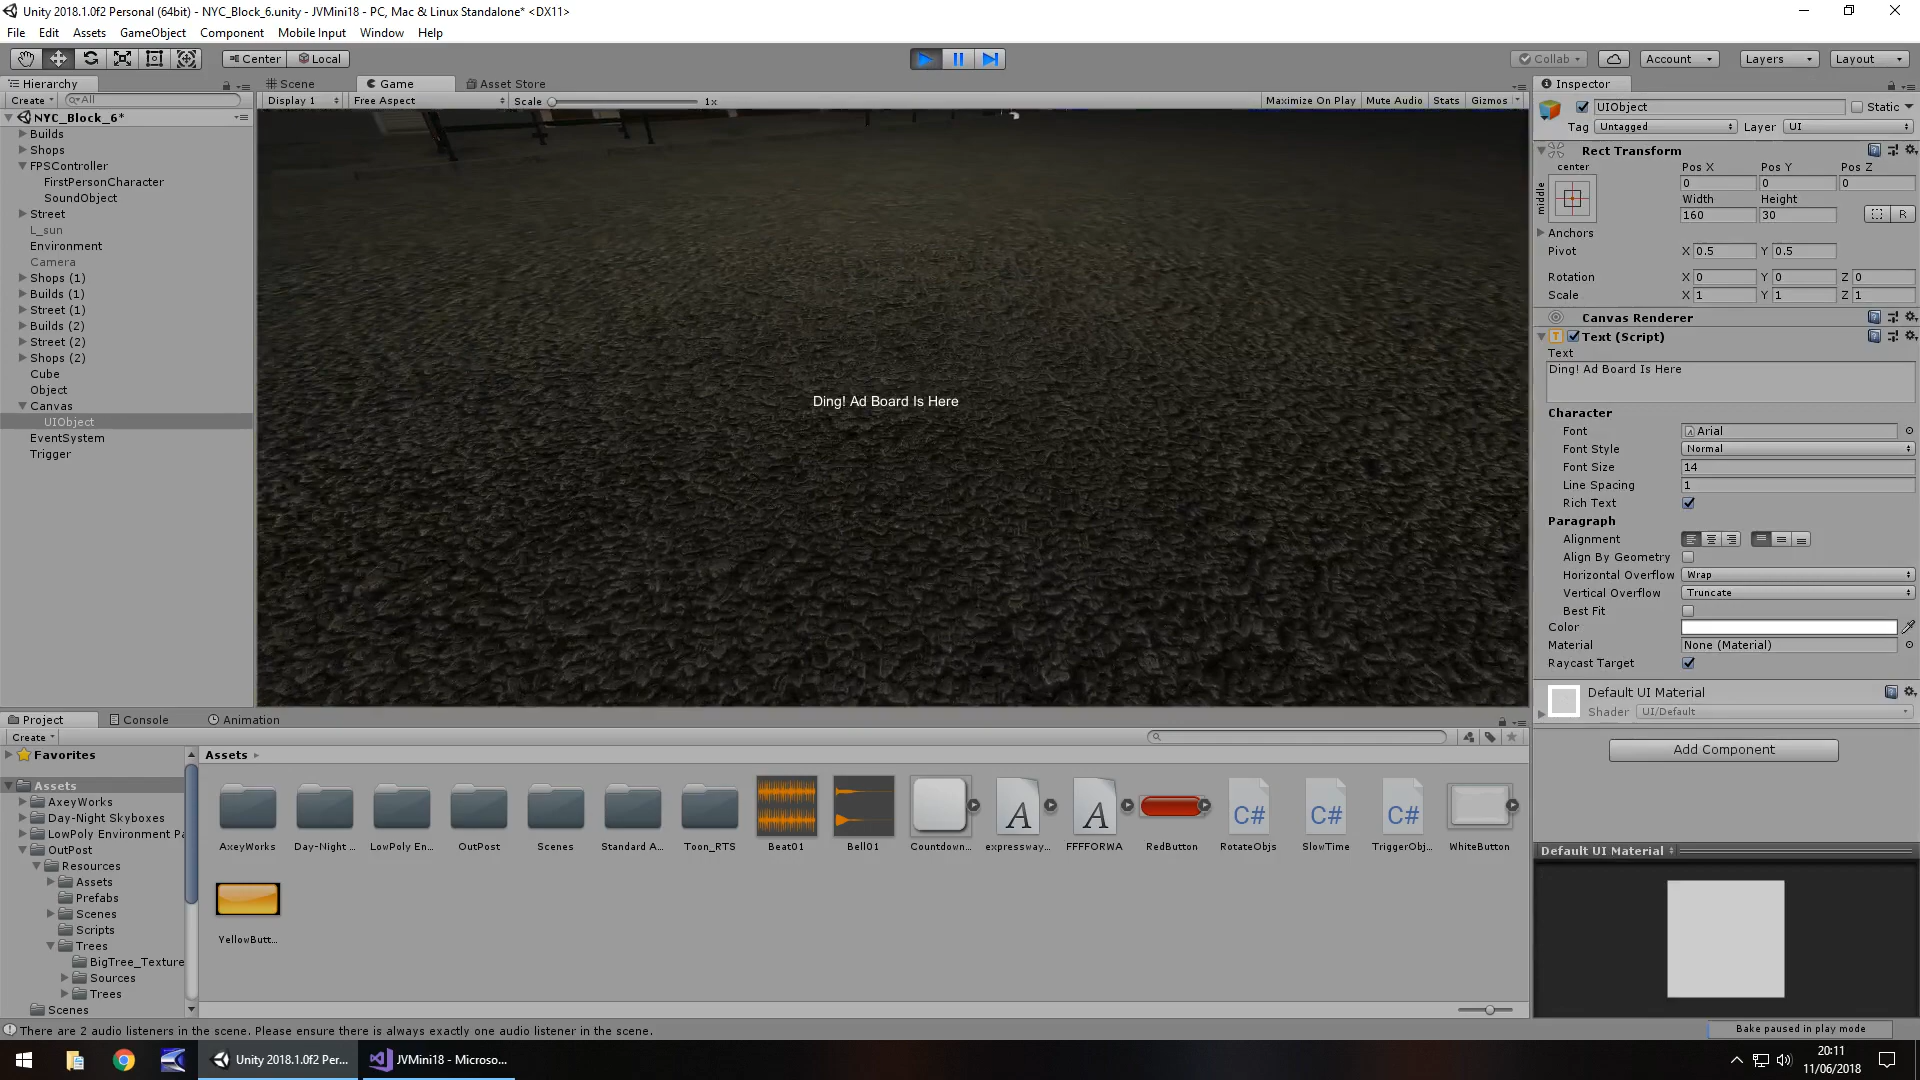 Unity 2018.1.0f2 Personal (64bit) - NYC_Block_6.unity - JVMini18 - PC, Mac & Linux Standalone* <DX11>
File Edit Assets GameObject Component Mobile Input Window Help
Center Local Collab Account Layers Layout
Hierarchy Scene Game Asset Store Inspector
Create All Display 1 Free Aspect Scale 1x Maximize On Play Mute Audio Stats Gizmos
NYC_Block_6*
Builds
Shops
FPSController
FirstPersonCharacter
SoundObject
Street
L_sun
Environment
Camera
Shops (1)
Builds (1)
Street (1)
Builds (2)
Street (2)
Shops (2)
Cube
Object
Canvas
UIObject
EventSystem
Trigger
Ding! Ad Board Is Here
UIObject Static
Tag Untagged Layer UI
Rect Transform
center Pos X Pos Y Pos Z
middle
0 0 0
Width Height
160 30 R
Anchors
Pivot X 0.5 Y 0.5
Rotation X 0 Y 0 Z 0
Scale X 1 Y 1 Z 1
Canvas Renderer
Text (Script)
Text
Ding! Ad Board Is Here
Character
Font Arial
Font Style Normal
Font Size 14
Line Spacing 1
Rich Text
Paragraph
Alignment
Align By Geometry
Horizontal Overflow Wrap
Vertical Overflow Truncate
Best Fit
Color
Material None (Material)
Raycast Target
Default UI Material
Shader UI/Default
Add Component
Default UI Material
Project Console Animation
Create
Favorites
Assets
AxeyWorks
Day-Night Skyboxes
LowPoly Environment Pa
OutPost
Resources
Assets
Prefabs
Scenes
Scripts
Trees
BigTree_Texture
Sources
Trees
Scenes
Assets
AxeyWorks Day-Night ... LowPoly En... OutPost Scenes Standard A... Toon_RTS Beat01 Bell01 Countdown... expressway... FFFFORWA RedButton RotateObjs SlowTime TriggerObj... WhiteButton
YellowButt...
There are 2 audio listeners in the scene. Please ensure there is always exactly one audio listener in the scene.
Bake paused in play mode
Unity 2018.1.0f2 Per... JVMini18 - Microso...
20:11
11/06/2018